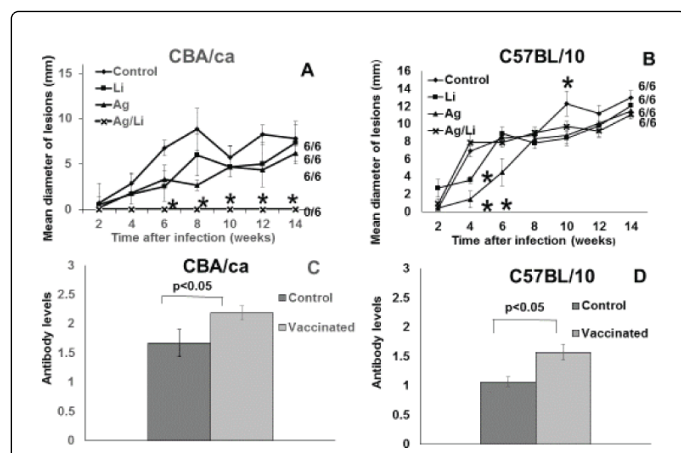 CBA/ca
A
Mean diameter of lesions (mm)
15
10
5
0
Control
Li
Ag
Ag/Li
6/6
6/6
6/6
0/6
* * * * *
2 4 6 8 10 12 14
Time after infection (weeks)
C57BL/10
B
Mean diameter of lesions (mm)
16
14
12
10
8
6
4
2
0
Control
Li
Ag
Ag/Li
*
6/6
6/6
6/6
6/6
*
* *
2 4 6 8 10 12 14
Time after infection (weeks)
CBA/ca
C
Antibody levels
3
2.5
2
1.5
1
0.5
0
p<0.05
Control
Vaccinated
C57BL/10
D
Antibody levels
3
2.5
2
1.5
1
0.5
0
p<0.05
Control
Vaccinated